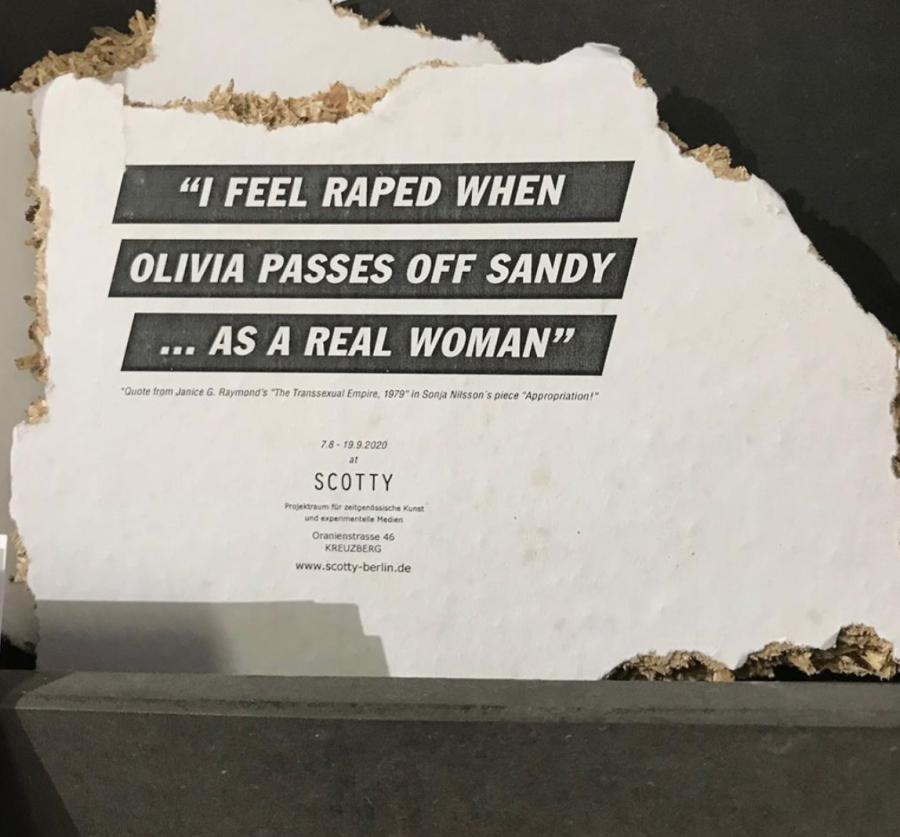 “I FEEL RAPED WHEN
OLIVIA PASSES OFF SANDY
... AS A REAL WOMAN”
"Quote from Janice G. Raymond's "The Transsexual Empire, 1979" in Sonja Nilsson´s piece "Appropriation!"
7.8 - 19.9.2020
at
SCOTTY
Projektraum für zeitgenössische Kunst
und experimentelle Medien
Oranienstrasse 46
KREUZBERG
www.scotty-berlin.de